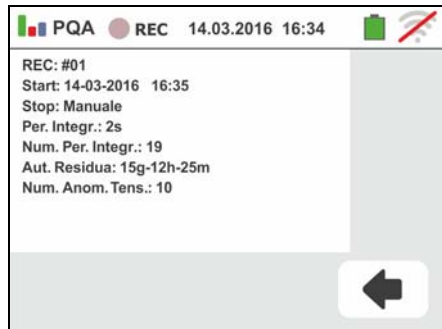 PQA REC 14.03.2016 16:34
REC: #01
Start: 14-03-2016 16:35
Stop: Manuale
Per. Integr.: 2s
Num. Per. Integr.: 19
Aut. Residua: 15g-12h-25m
Num. Anom. Tens.: 10